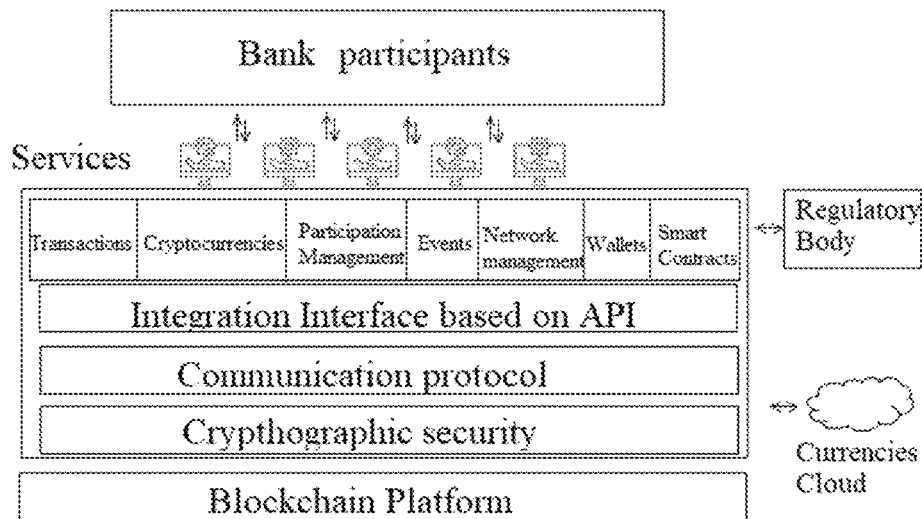 Bank participants
Services
Transactions
Cryptocurrencies
Participation
Management
Events
Network
management
Wallets
Smart
Contracts
Regulatory
Body
Integration Interface based on API
Communication protocol
Crypthographic security
Currencies
Cloud
Blockchain Platform